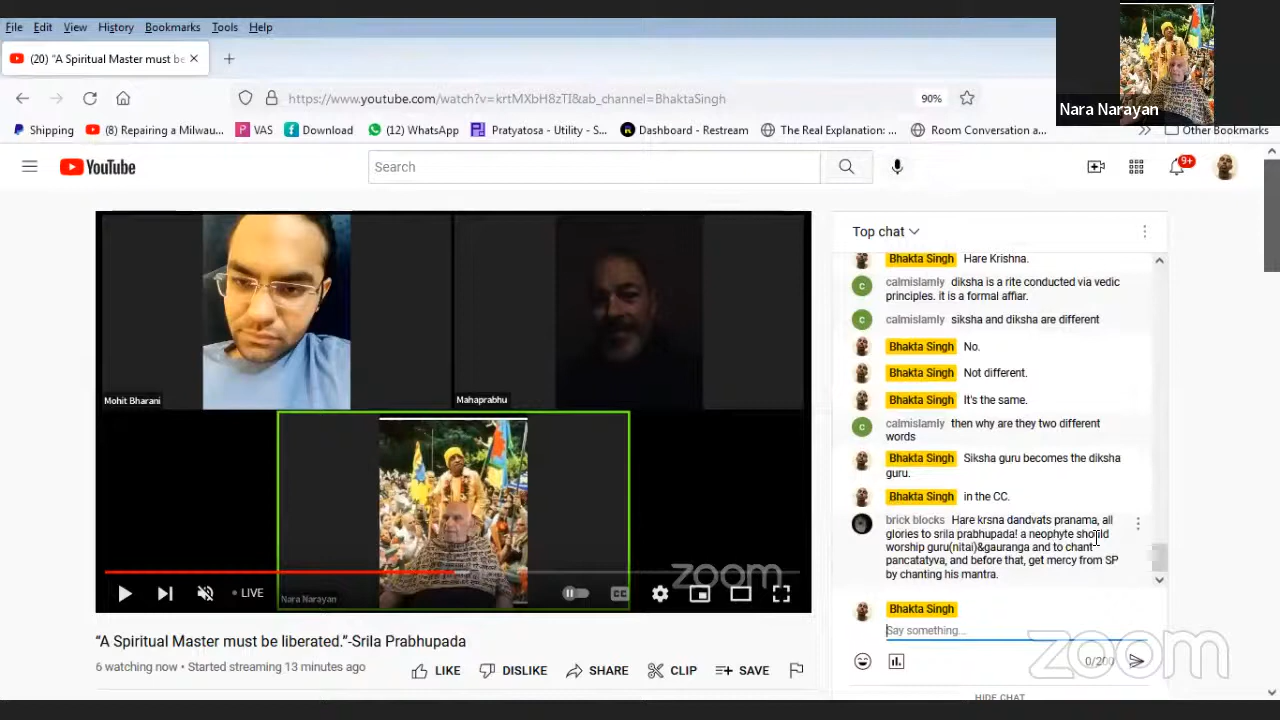 File Edit View History Bookmarks Tools Help
(20) "A Spiritual Master must be
Nara Narayan
https://www.youtube.com/watch?v=krtMXbH8zTI&ab_channel=BhaktaSingh
90%
Shipping (8) Repairing a Milwau... VAS Download (12) WhatsApp Pratyatosa - Utility - S... Dashboard - Restream The Real Explanation: ... Room Conversation a... Other Bookmarks
YouTube
Search
9+
Top chat
Bhakta Singh Hare Krishna.
calmislamly diksha is a rite conducted via vedic
principles. it is a formal affiar.
calmislamly siksha and diksha are different
Bhakta Singh No.
Bhakta Singh Not different.
Bhakta Singh It's the same.
calmislamly then why are they two different
words
Bhakta Singh Siksha guru becomes the diksha
guru.
Bhakta Singh in the CC.
brick blocks Hare krsna dandvats pranama, all
glories to srila prabhupada! a neophyte should
worship guru(nitai)&gauranga and to chant
pancatatyva, and before that, get mercy from SP
by chanting his mantra.
Bhakta Singh
Say something...
0/200
HIDE CHAT
Mohit Bharani
Mahaprabhu
Nara Narayan
zoom
LIVE
CC
"A Spiritual Master must be liberated."-Srila Prabhupada
6 watching now • Started streaming 13 minutes ago
LIKE DISLIKE SHARE CLIP SAVE
zoom